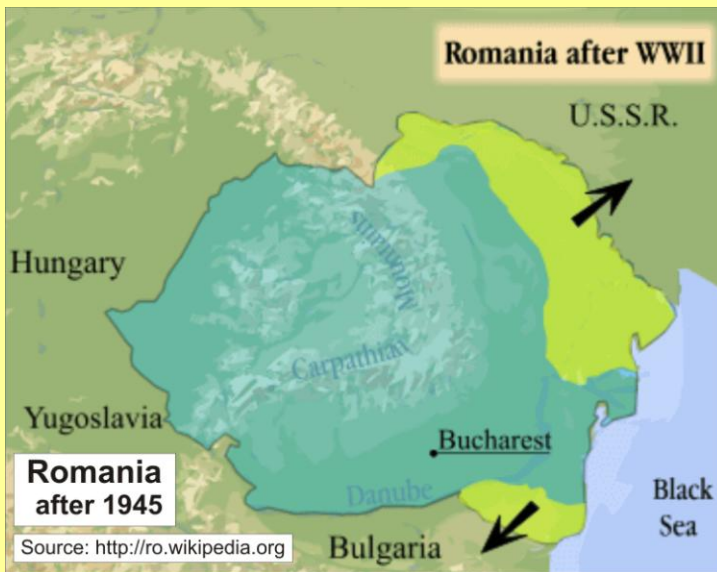 Romania after WWII
U.S.S.R.
Hungary
Mountains
Carpathian
Yugoslavia
Bucharest
Romania
after 1945
Danube
Black
Sea
Source: http://ro.wikipedia.org
Bulgaria